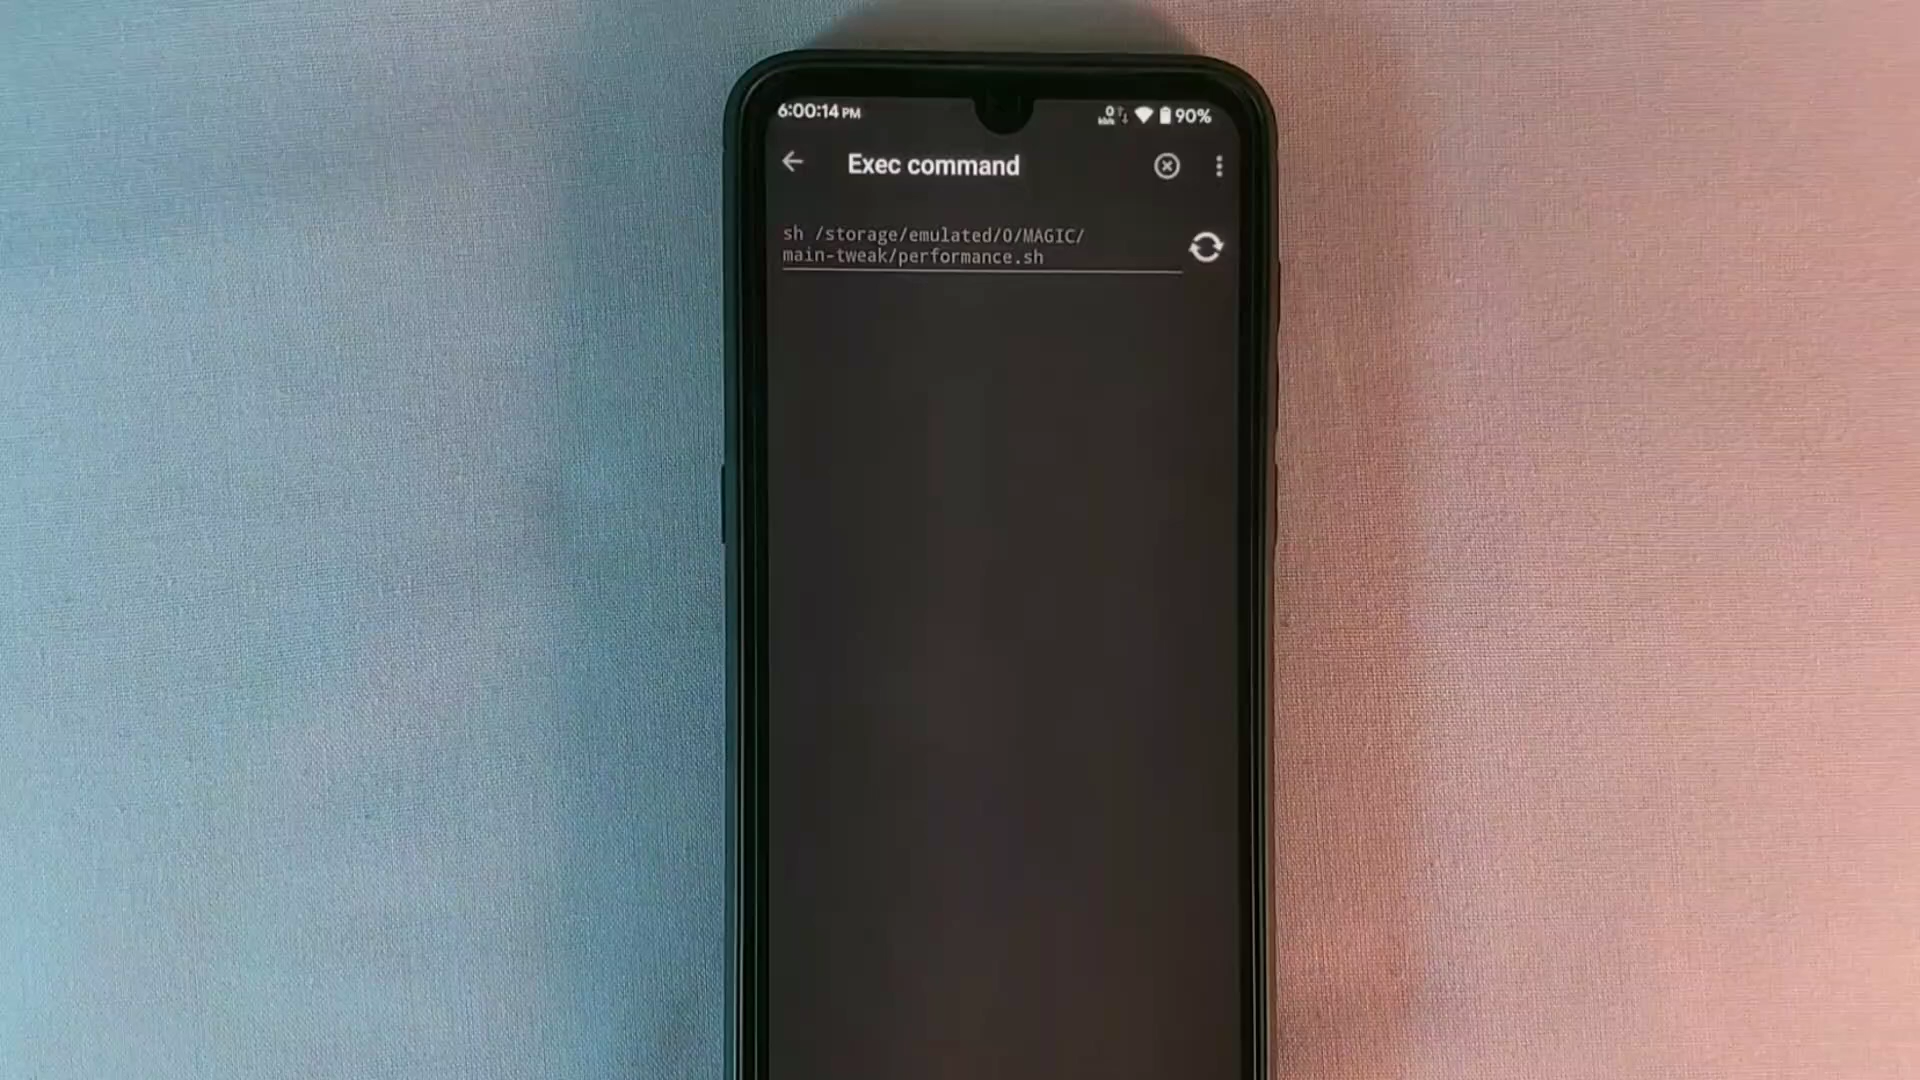 6:00:14 PM
90%
Exec command
sh /storage/emulated/0/MAGIC/
main-tweak/performance.sh